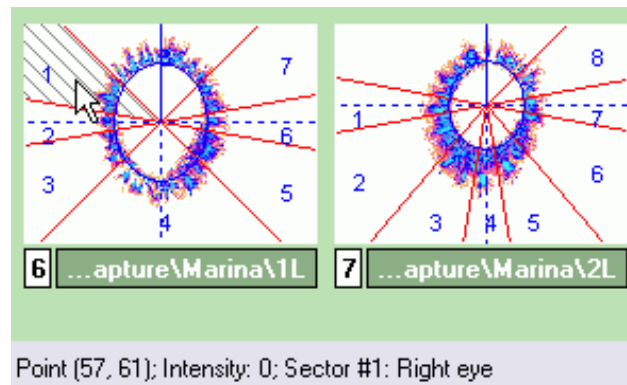 1 7
2 6
3 5
4
8
1 7
2 6
3 4 5
6 ...apture\Marina\1L
7 ...apture\Marina\2L
Point (57, 61); Intensity: 0; Sector #1: Right eye